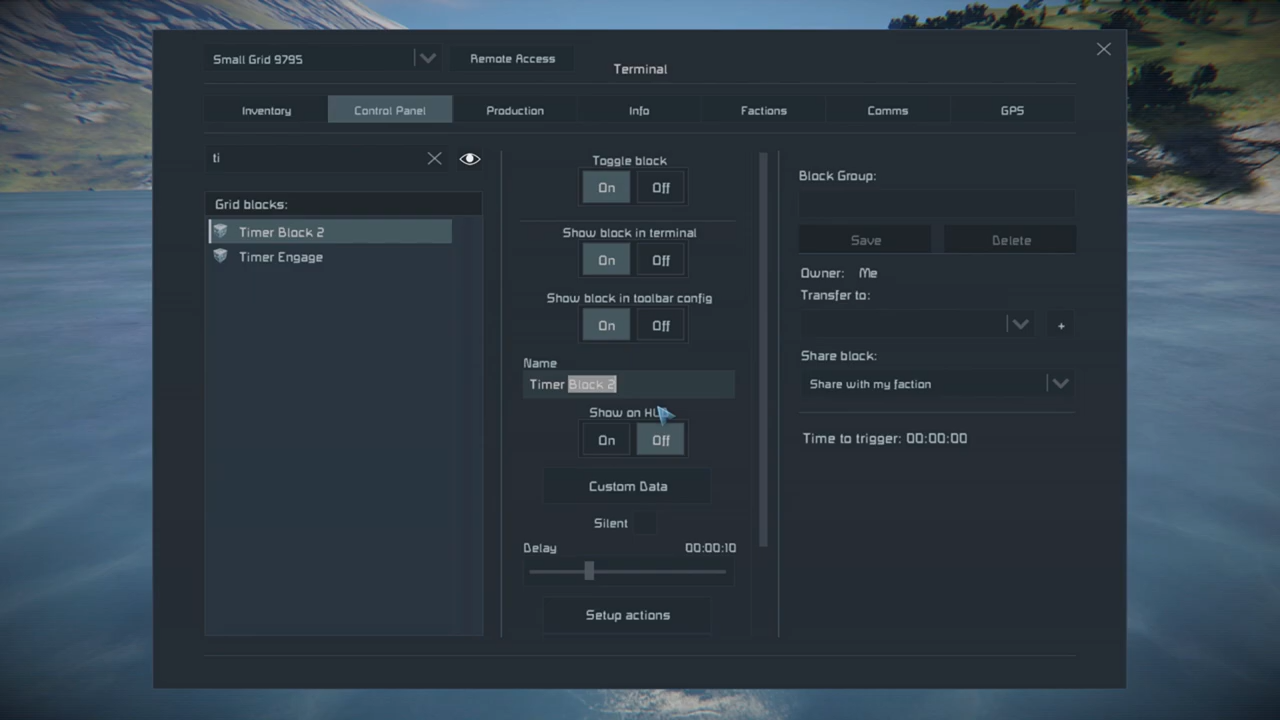 Small Grid 9795
Remote Access
Terminal
Inventory
Control Panel
Production
Info
Factions
Comms
GPS
ti
Grid blocks:
Timer Block 2
Timer Engage
Toggle block
On Off
Show block in terminal
On Off
Show block in toolbar config
On Off
Name
Timer Block 2
Show on HUD
On Off
Custom Data
Silent
Delay 00:00:10
Setup actions
Block Group:
Save Delete
Owner: Me
Transfer to:
+
Share block:
Share with my faction
Time to trigger: 00:00:00